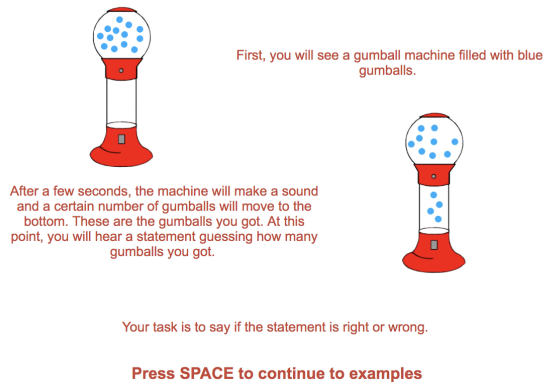 First, you will see a gumball machine filled with blue
gumballs.
After a few seconds, the machine will make a sound
and a certain number of gumballs will move to the
bottom. These are the gumballs you got. At this
point, you will hear a statement guessing how many
gumballs you got.
Your task is to say if the statement is right or wrong.
Press SPACE to continue to examples